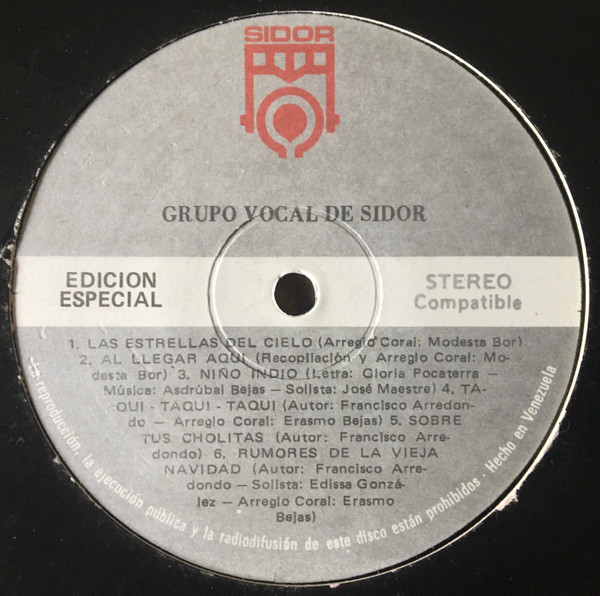 SIDOR
GRUPO VOCAL DE SIDOR
EDICION
ESPECIAL
STEREO
Compatible
1. LAS ESTRELLAS DEL CIELO (Arreglo Coral: Modesta Bor)
2. AL LLEGAR AQUI (Recopilación y Arreglo Coral: Mo-
desta Bor) 3. NIÑO INDIO (Letra: Gloria Pocaterra —
Música: Asdrúbal Bejas — Solista: José Maestre) 4. TA-
QUI - TAQUI - TAQUI (Autor: Francisco Arredon-
do — Arreglo Coral: Erasmo Bejas) 5. SOBRE
TUS CHOLITAS (Autor: Francisco Arre-
dondo) 6. RUMORES DE LA VIEJA
NAVIDAD (Autor: Francisco Arre-
dondo — Solista: Edissa Gonzá-
lez — Arreglo Coral: Erasmo
Bejas)
La reproducción, la ejecución pública y la radiodifusión de este disco están prohibidos - Hecho en Venezuela